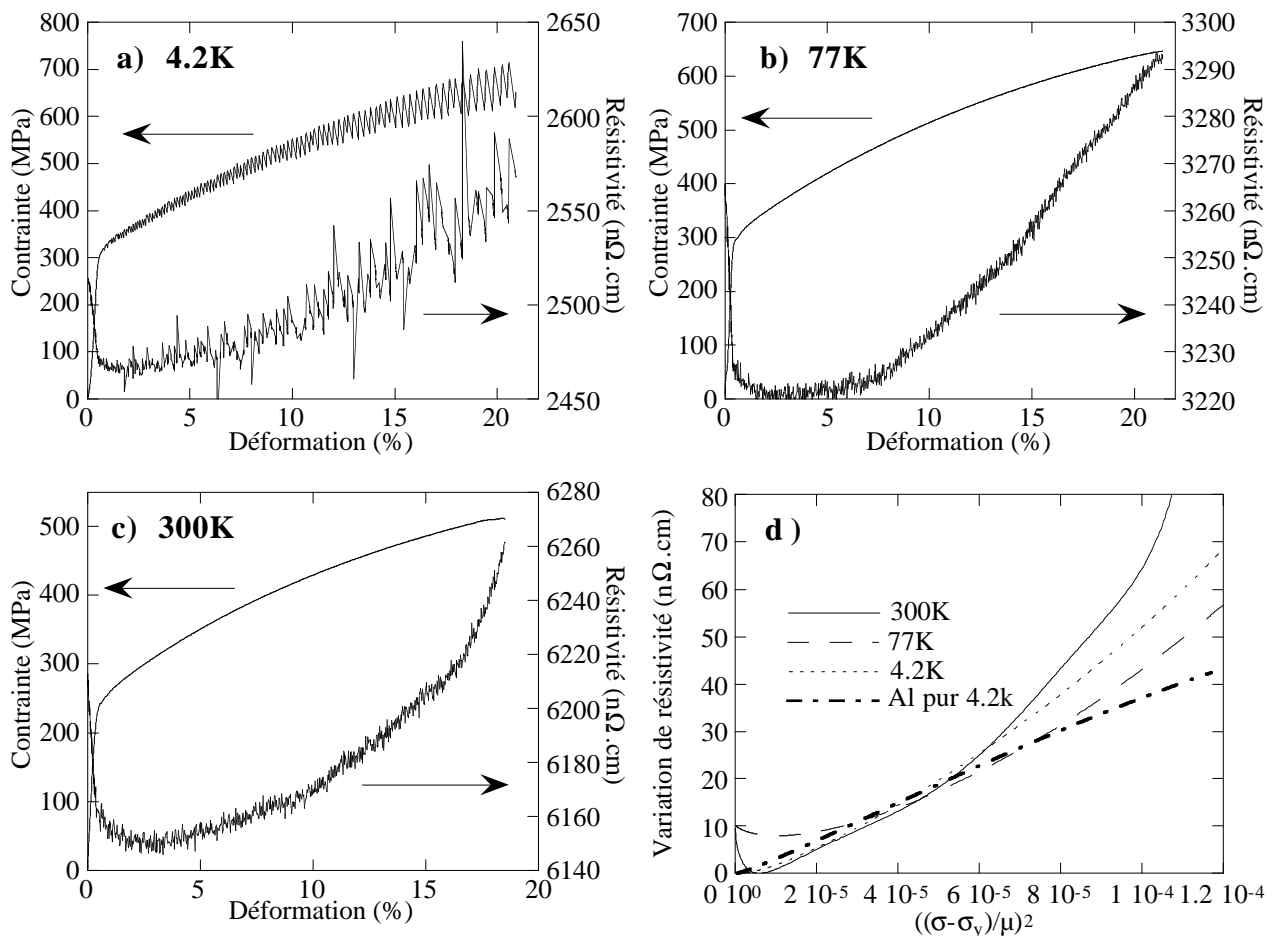 a) 4.2K
Contrainte (MPa)
800
700
600
500
400
300
200
100
0
2650
2600
2550
2500
2450
Résistivité (nΩ.cm)
0 5 10 15 20
Déformation (%)
b) 77K
Contrainte (MPa)
700
600
500
400
300
200
100
0
3300
3290
3280
3270
3260
3250
3240
3230
3220
Résistivité (nΩ.cm)
0 5 10 15 20
Déformation (%)
c) 300K
Contrainte (MPa)
500
400
300
200
100
0
6280
6260
6240
6220
6200
6180
6160
6140
Résistivité (nΩ.cm)
0 5 10 15 20
Déformation (%)
d )
Variation de résistivité (nΩ.cm)
80
70
60
50
40
30
20
10
0
300K
77K
4.2K
Al pur 4.2k
0 10⁰ 2 10⁻⁵ 4 10⁻⁵ 6 10⁻⁵ 8 10⁻⁵ 1 10⁻⁴ 1.2 10⁻⁴
((σ-σy)/μ)²